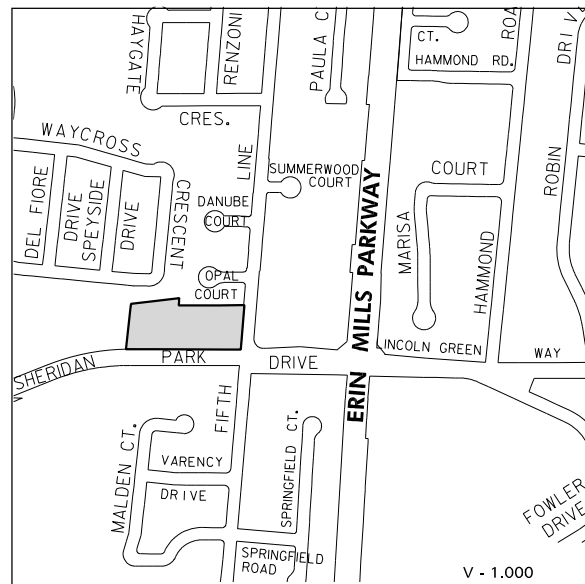 HAYGATE
RENZONI
PAULA C
CT.
ROA
DRIV
HAMMOND RD.
CRES.
WAYCROSS
LINE
SUMMERWOOD
COURT
COURT
ROBIN
DEL FIORE
DRIVE
SPEYSIDE
DRIVE
CRESCENT
DANUBE
COURT
ERIN MILLS PARKWAY
MARISA
HAMMOND
OPAL
COURT
SHERIDAN
PARK
DRIVE
LINCOLN GREEN
WAY
FIFTH
MALDEN CT.
VARENCY
DRIVE
SPRINGFIELD CT.
SPRINGFIELD
ROAD
FOWLER
DRIVE
V - 1.000